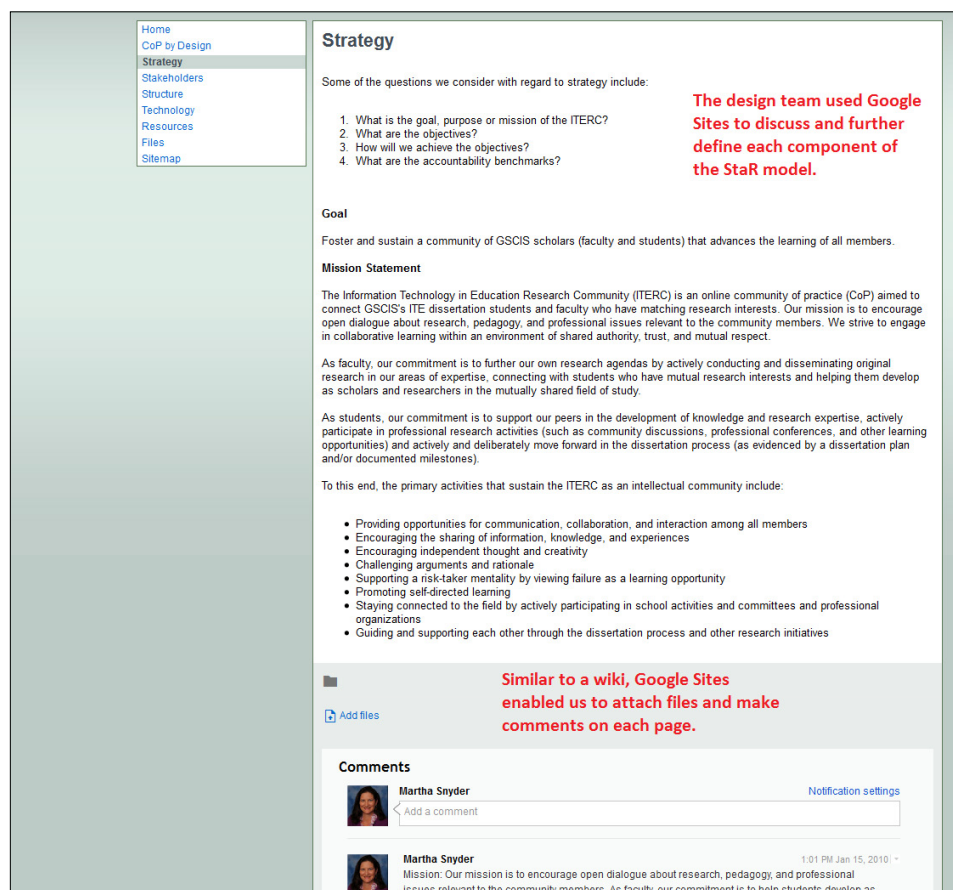 Home
CoP by Design
Strategy
Stakeholders
Structure
Technology
Resources
Files
Sitemap
Strategy
Some of the questions we consider with regard to strategy include:
1. What is the goal, purpose or mission of the ITERC?
2. What are the objectives?
3. How will we achieve the objectives?
4. What are the accountability benchmarks?
The design team used Google
Sites to discuss and further
define each component of
the StaR model.
Goal
Foster and sustain a community of GSCIS scholars (faculty and students) that advances the learning of all members.
Mission Statement
The Information Technology in Education Research Community (ITERC) is an online community of practice (CoP) aimed to
connect GSCIS's ITE dissertation students and faculty who have matching research interests. Our mission is to encourage
open dialogue about research, pedagogy, and professional issues relevant to the community members. We strive to engage
in collaborative learning within an environment of shared authority, trust, and mutual respect.
As faculty, our commitment is to further our own research agendas by actively conducting and disseminating original
research in our areas of expertise, connecting with students who have mutual research interests and helping them develop
as scholars and researchers in the mutually shared field of study.
As students, our commitment is to support our peers in the development of knowledge and research expertise, actively
participate in professional research activities (such as community discussions, professional conferences, and other learning
opportunities) and actively and deliberately move forward in the dissertation process (as evidenced by a dissertation plan
and/or documented milestones).
To this end, the primary activities that sustain the ITERC as an intellectual community include:
• Providing opportunities for communication, collaboration, and interaction among all members
• Encouraging the sharing of information, knowledge, and experiences
• Encouraging independent thought and creativity
• Challenging arguments and rationale
• Supporting a risk-taker mentality by viewing failure as a learning opportunity
• Promoting self-directed learning
• Staying connected to the field by actively participating in school activities and committees and professional
organizations
• Guiding and supporting each other through the dissertation process and other research initiatives
Similar to a wiki, Google Sites
enabled us to attach files and make
comments on each page.
Add files
Comments
Martha Snyder
Notification settings
Add a comment
Martha Snyder
1:01 PM Jan 15, 2010
Mission: Our mission is to encourage open dialogue about research, pedagogy, and professional
issues relevant to the community members. As faculty, our commitment is to help students develop as